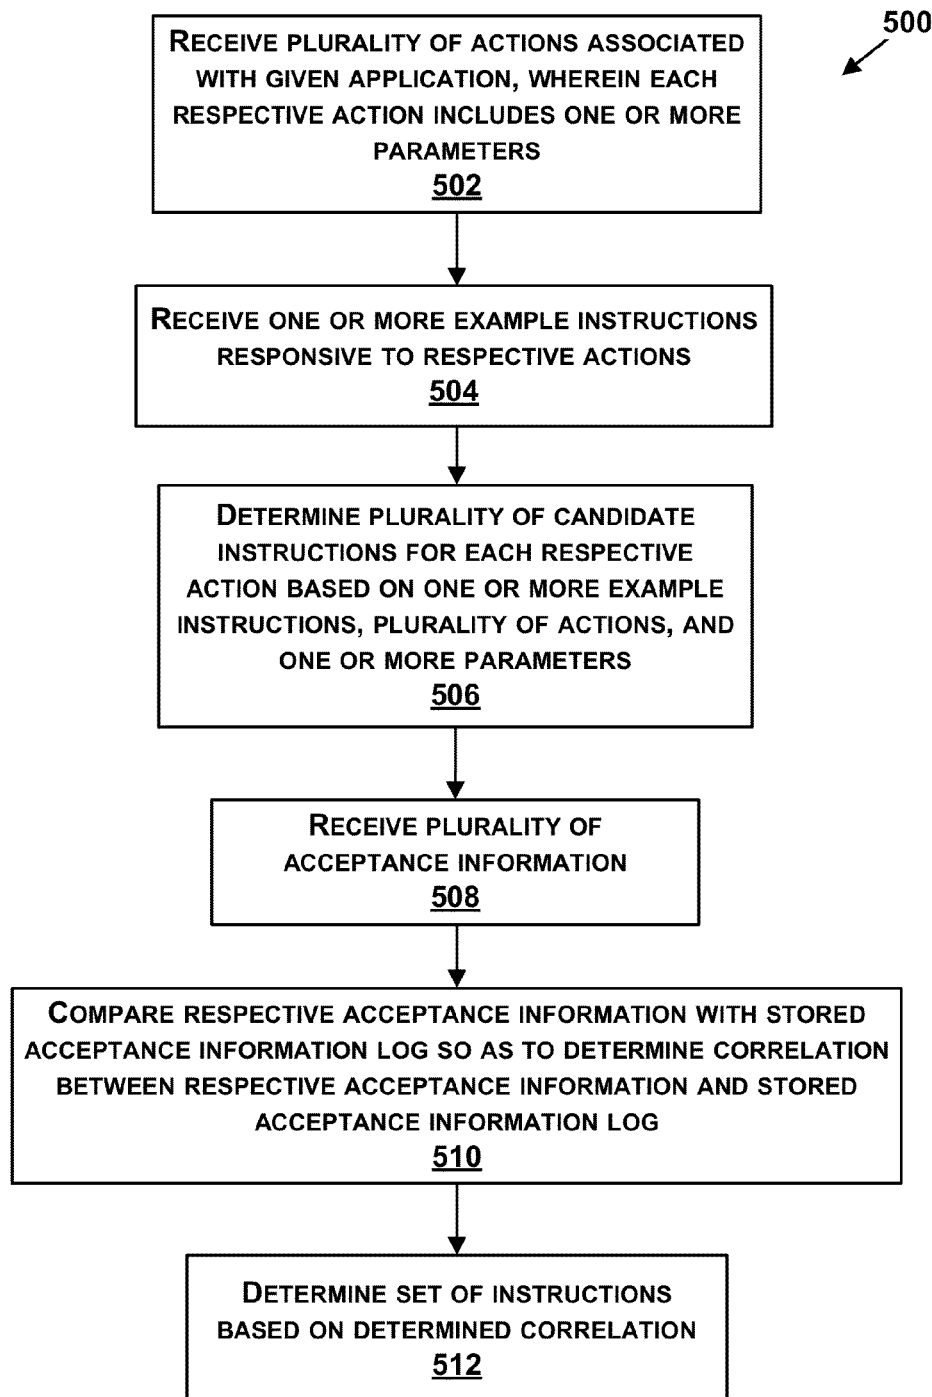 500
RECEIVE PLURALITY OF ACTIONS ASSOCIATED
WITH GIVEN APPLICATION, WHEREIN EACH
RESPECTIVE ACTION INCLUDES ONE OR MORE
PARAMETERS
502
RECEIVE ONE OR MORE EXAMPLE INSTRUCTIONS
RESPONSIVE TO RESPECTIVE ACTIONS
504
DETERMINE PLURALITY OF CANDIDATE
INSTRUCTIONS FOR EACH RESPECTIVE
ACTION BASED ON ONE OR MORE EXAMPLE
INSTRUCTIONS, PLURALITY OF ACTIONS, AND
ONE OR MORE PARAMETERS
506
RECEIVE PLURALITY OF
ACCEPTANCE INFORMATION
508
COMPARE RESPECTIVE ACCEPTANCE INFORMATION WITH STORED
ACCEPTANCE INFORMATION LOG SO AS TO DETERMINE CORRELATION
BETWEEN RESPECTIVE ACCEPTANCE INFORMATION AND STORED
ACCEPTANCE INFORMATION LOG
510
DETERMINE SET OF INSTRUCTIONS
BASED ON DETERMINED CORRELATION
512